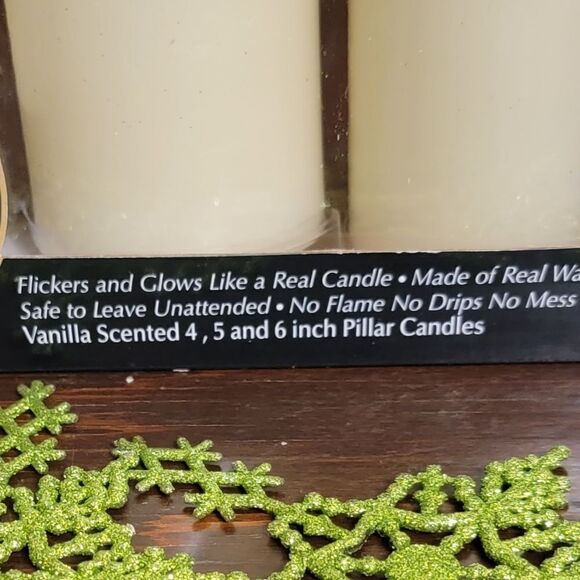 Flickers and Glows Like a Real Candle • Made of Real Wa
Safe to Leave Unattended • No Flame No Drips No Mess
Vanilla Scented 4 , 5 and 6 inch Pillar Candles